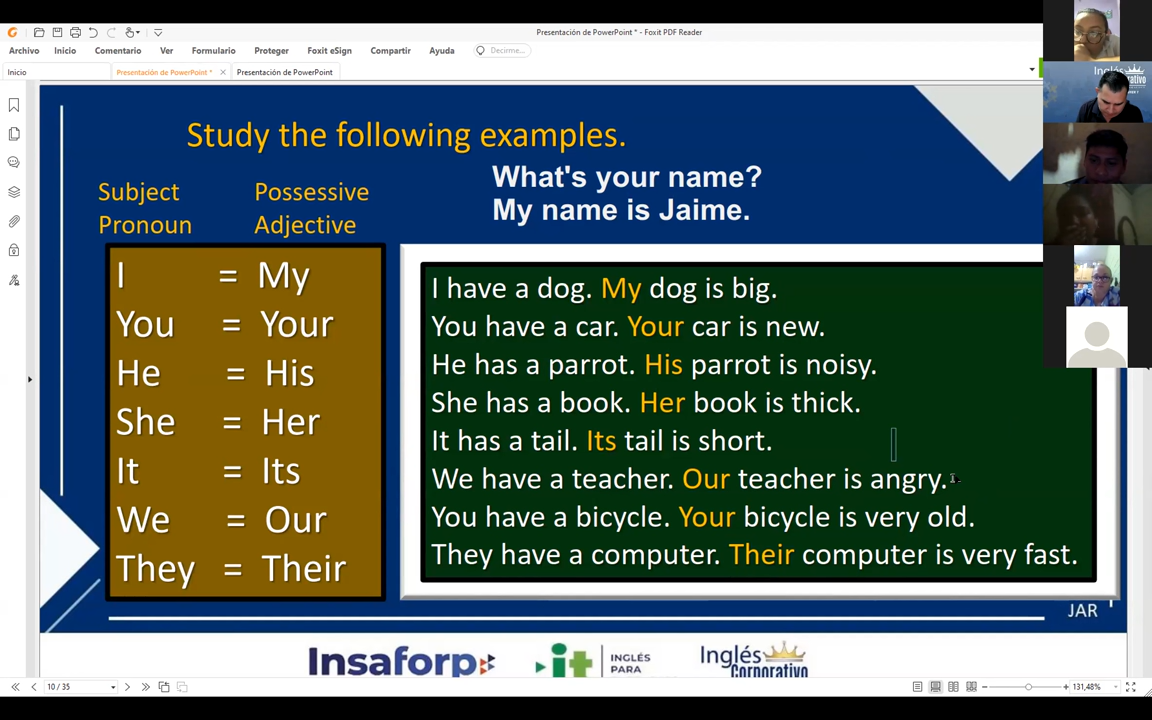 Presentación de PowerPoint * - Foxit PDF Reader
Archivo Inicio Comentario Ver Formulario Proteger Foxit eSign Compartir Ayuda Decirme...
Inicio Presentación de PowerPoint * Presentación de PowerPoint
Study the following examples.
What's your name?
My name is Jaime.
Subject Possessive
Pronoun Adjective
I = My
You = Your
He = His
She = Her
It = Its
We = Our
They = Their
I have a dog. My dog is big.
You have a car. Your car is new.
He has a parrot. His parrot is noisy.
She has a book. Her book is thick.
It has a tail. Its tail is short.
We have a teacher. Our teacher is angry.
You have a bicycle. Your bicycle is very old.
They have a computer. Their computer is very fast.
JAR
Insaforp
it INGLÉS
PARA
Inglés
Corporativo
10 / 35
131,48%